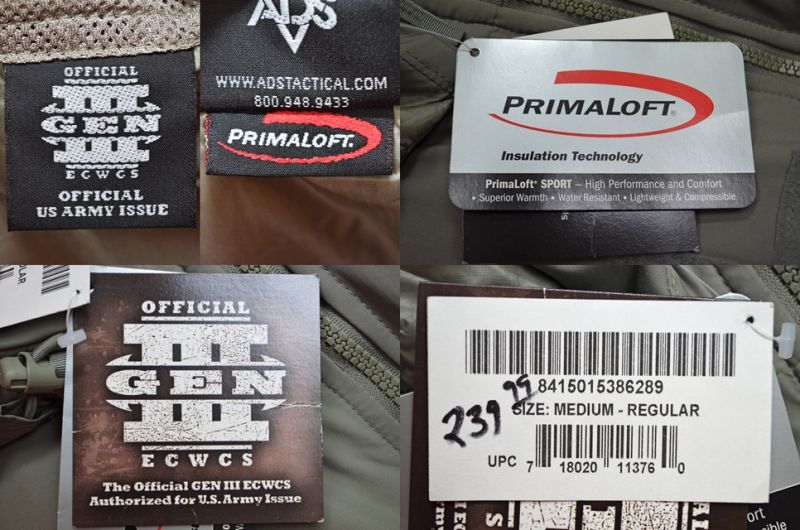 OFFICIAL
III
GEN
III
ECWCS
OFFICIAL
US ARMY ISSUE
ADS
WWW.ADSTACTICAL.COM
800.948.9433
PRIMALOFT.
PRIMALOFT®
Insulation Technology
PrimaLoft® SPORT – High Performance and Comfort
• Superior Warmth • Water Resistant • Lightweight & Compressible
OFFICIAL
III
GEN
III
ECWCS
The Official GEN III ECWCS
Authorized for U.S. Army Issue
8415015386289
239 99
SIZE: MEDIUM - REGULAR
UPC 7 18020 11376 0